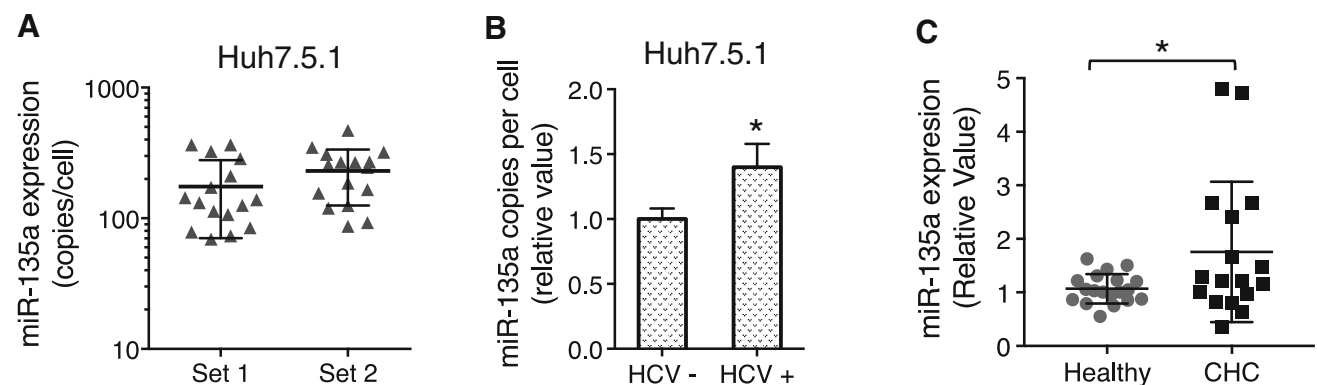 A
Huh7.5.1
miR-135a expression
(copies/cell)
1000
100
10
Set 1
Set 2
B
Huh7.5.1
miR-135a copies per cell
(relative value)
2.0
1.5
1.0
0.5
0.0
*
HCV -
HCV +
C
*
miR-135a expresion
(Relative Value)
5
4
3
2
1
0
Healthy
CHC